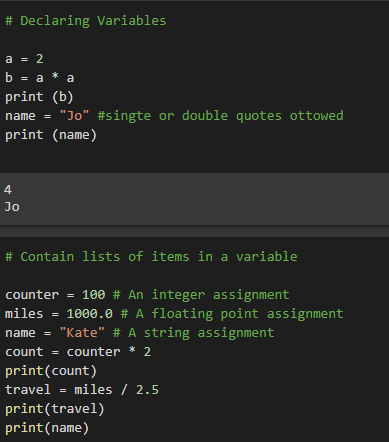 # Declaring Variables
a = 2
b = a * a
print (b)
name = "Jo" #singte or double quotes ottowed
print (name)
4
Jo
# Contain lists of items in a variable
counter = 100 # An integer assignment
miles = 1000.0 # A floating point assignment
name = "Kate" # A string assignment
count = counter * 2
print(count)
travel = miles / 2.5
print(travel)
print(name)